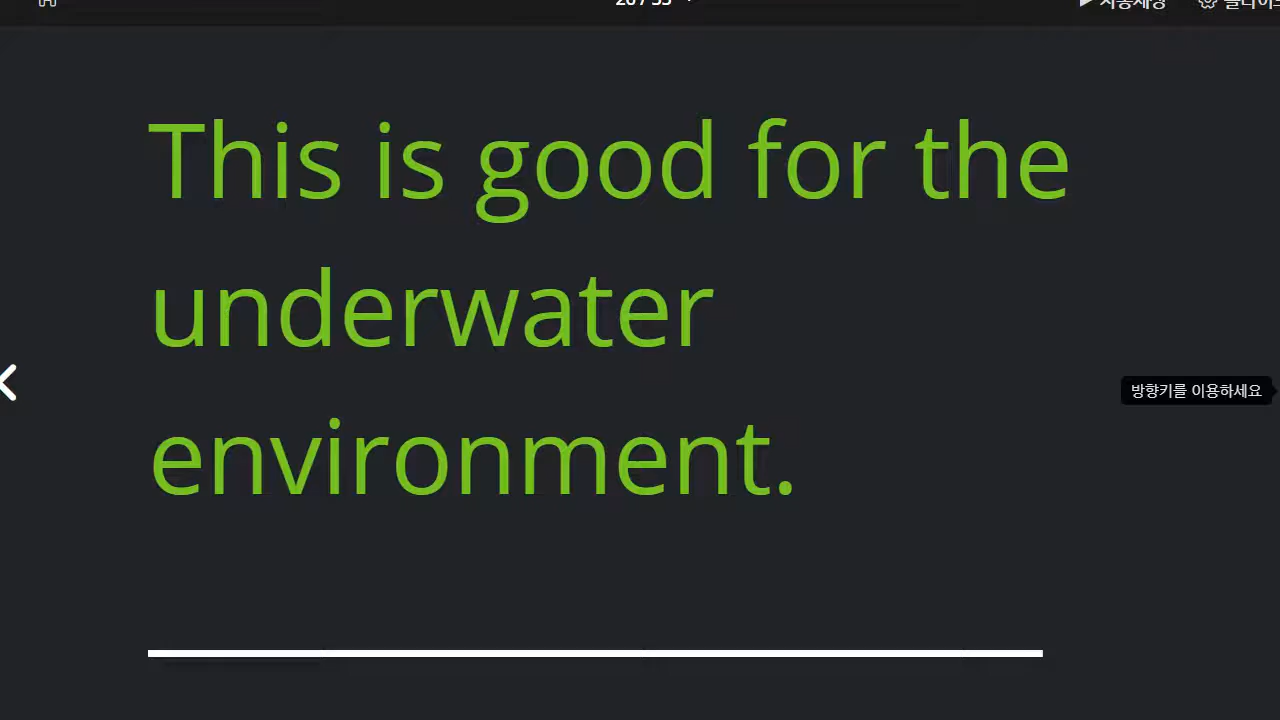 This is good for the
underwater
방향키를 이용하세요
environment.